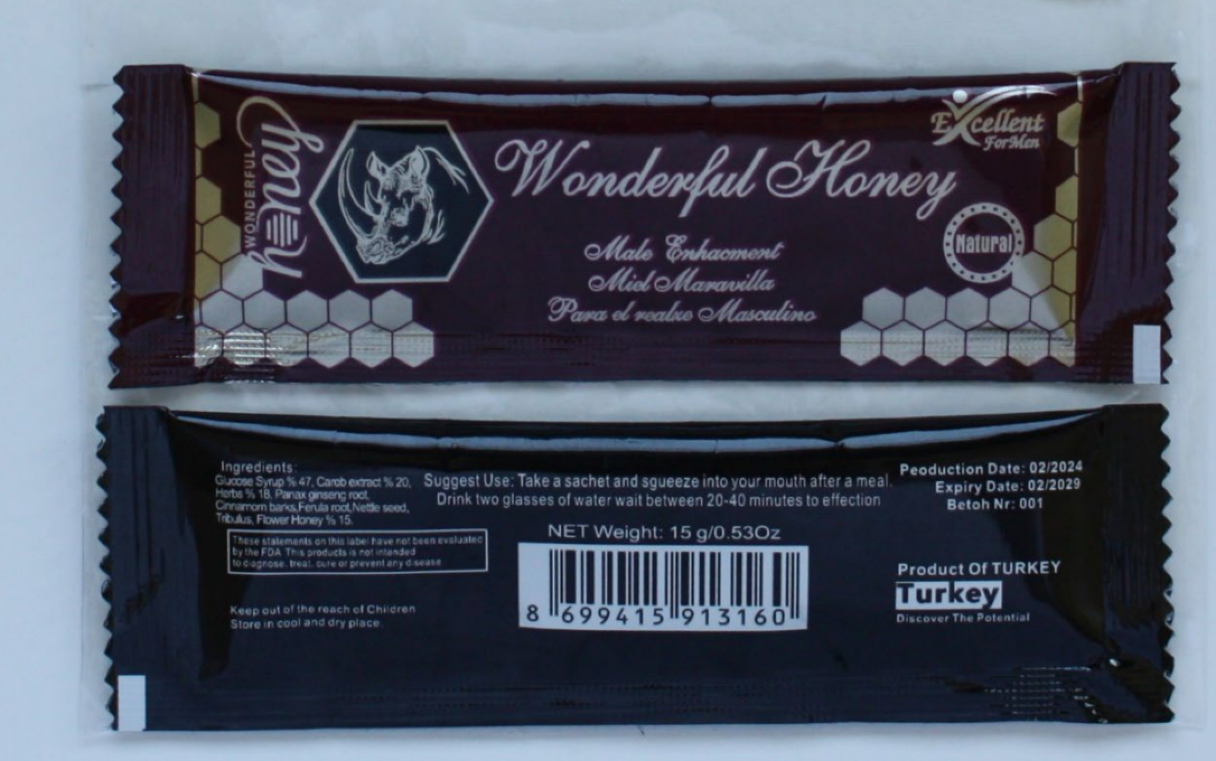 WONDERFUL
honey
Wonderful Honey
Excellent
For Men
Natural
Male Enhacment
Miel Maravilla
Para el realze Masculino
Ingredients:
Glucose Syrup % 47, Carob extract % 20,
Herbs % 18, Panax ginseng root,
Cinnamom barks,Ferula root,Nettle seed,
Tribulus, Flower Honey % 15.
These statements on this label have not been evaluated
by the FDA. This products is not intended
to diagnose, treat, cure or prevent any disease
Keep out of the reach of Children
Store in cool and dry place.
Suggest Use: Take a sachet and sgueeze into your mouth after a meal.
Drink two glasses of water wait between 20-40 minutes to effection
NET Weight: 15 g/0.53Oz
8 699415 913160
Peoduction Date: 02/2024
Expiry Date: 02/2029
Betoh Nr: 001
Product Of TURKEY
Turkey
Discover The Potential